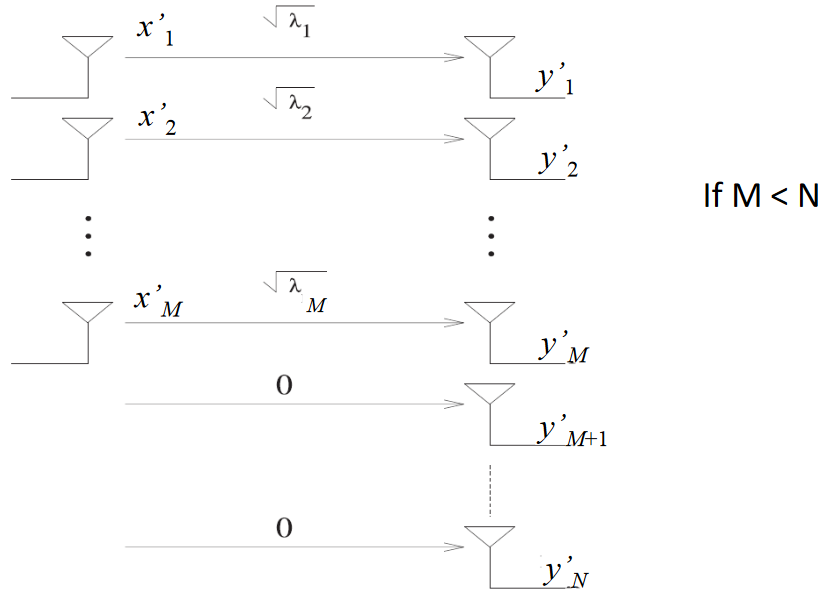 x’1 √λ1
y’1
x’2 √λ2
y’2
If M < N
x’M √λM
y’M
0
y’M+1
0
y’N